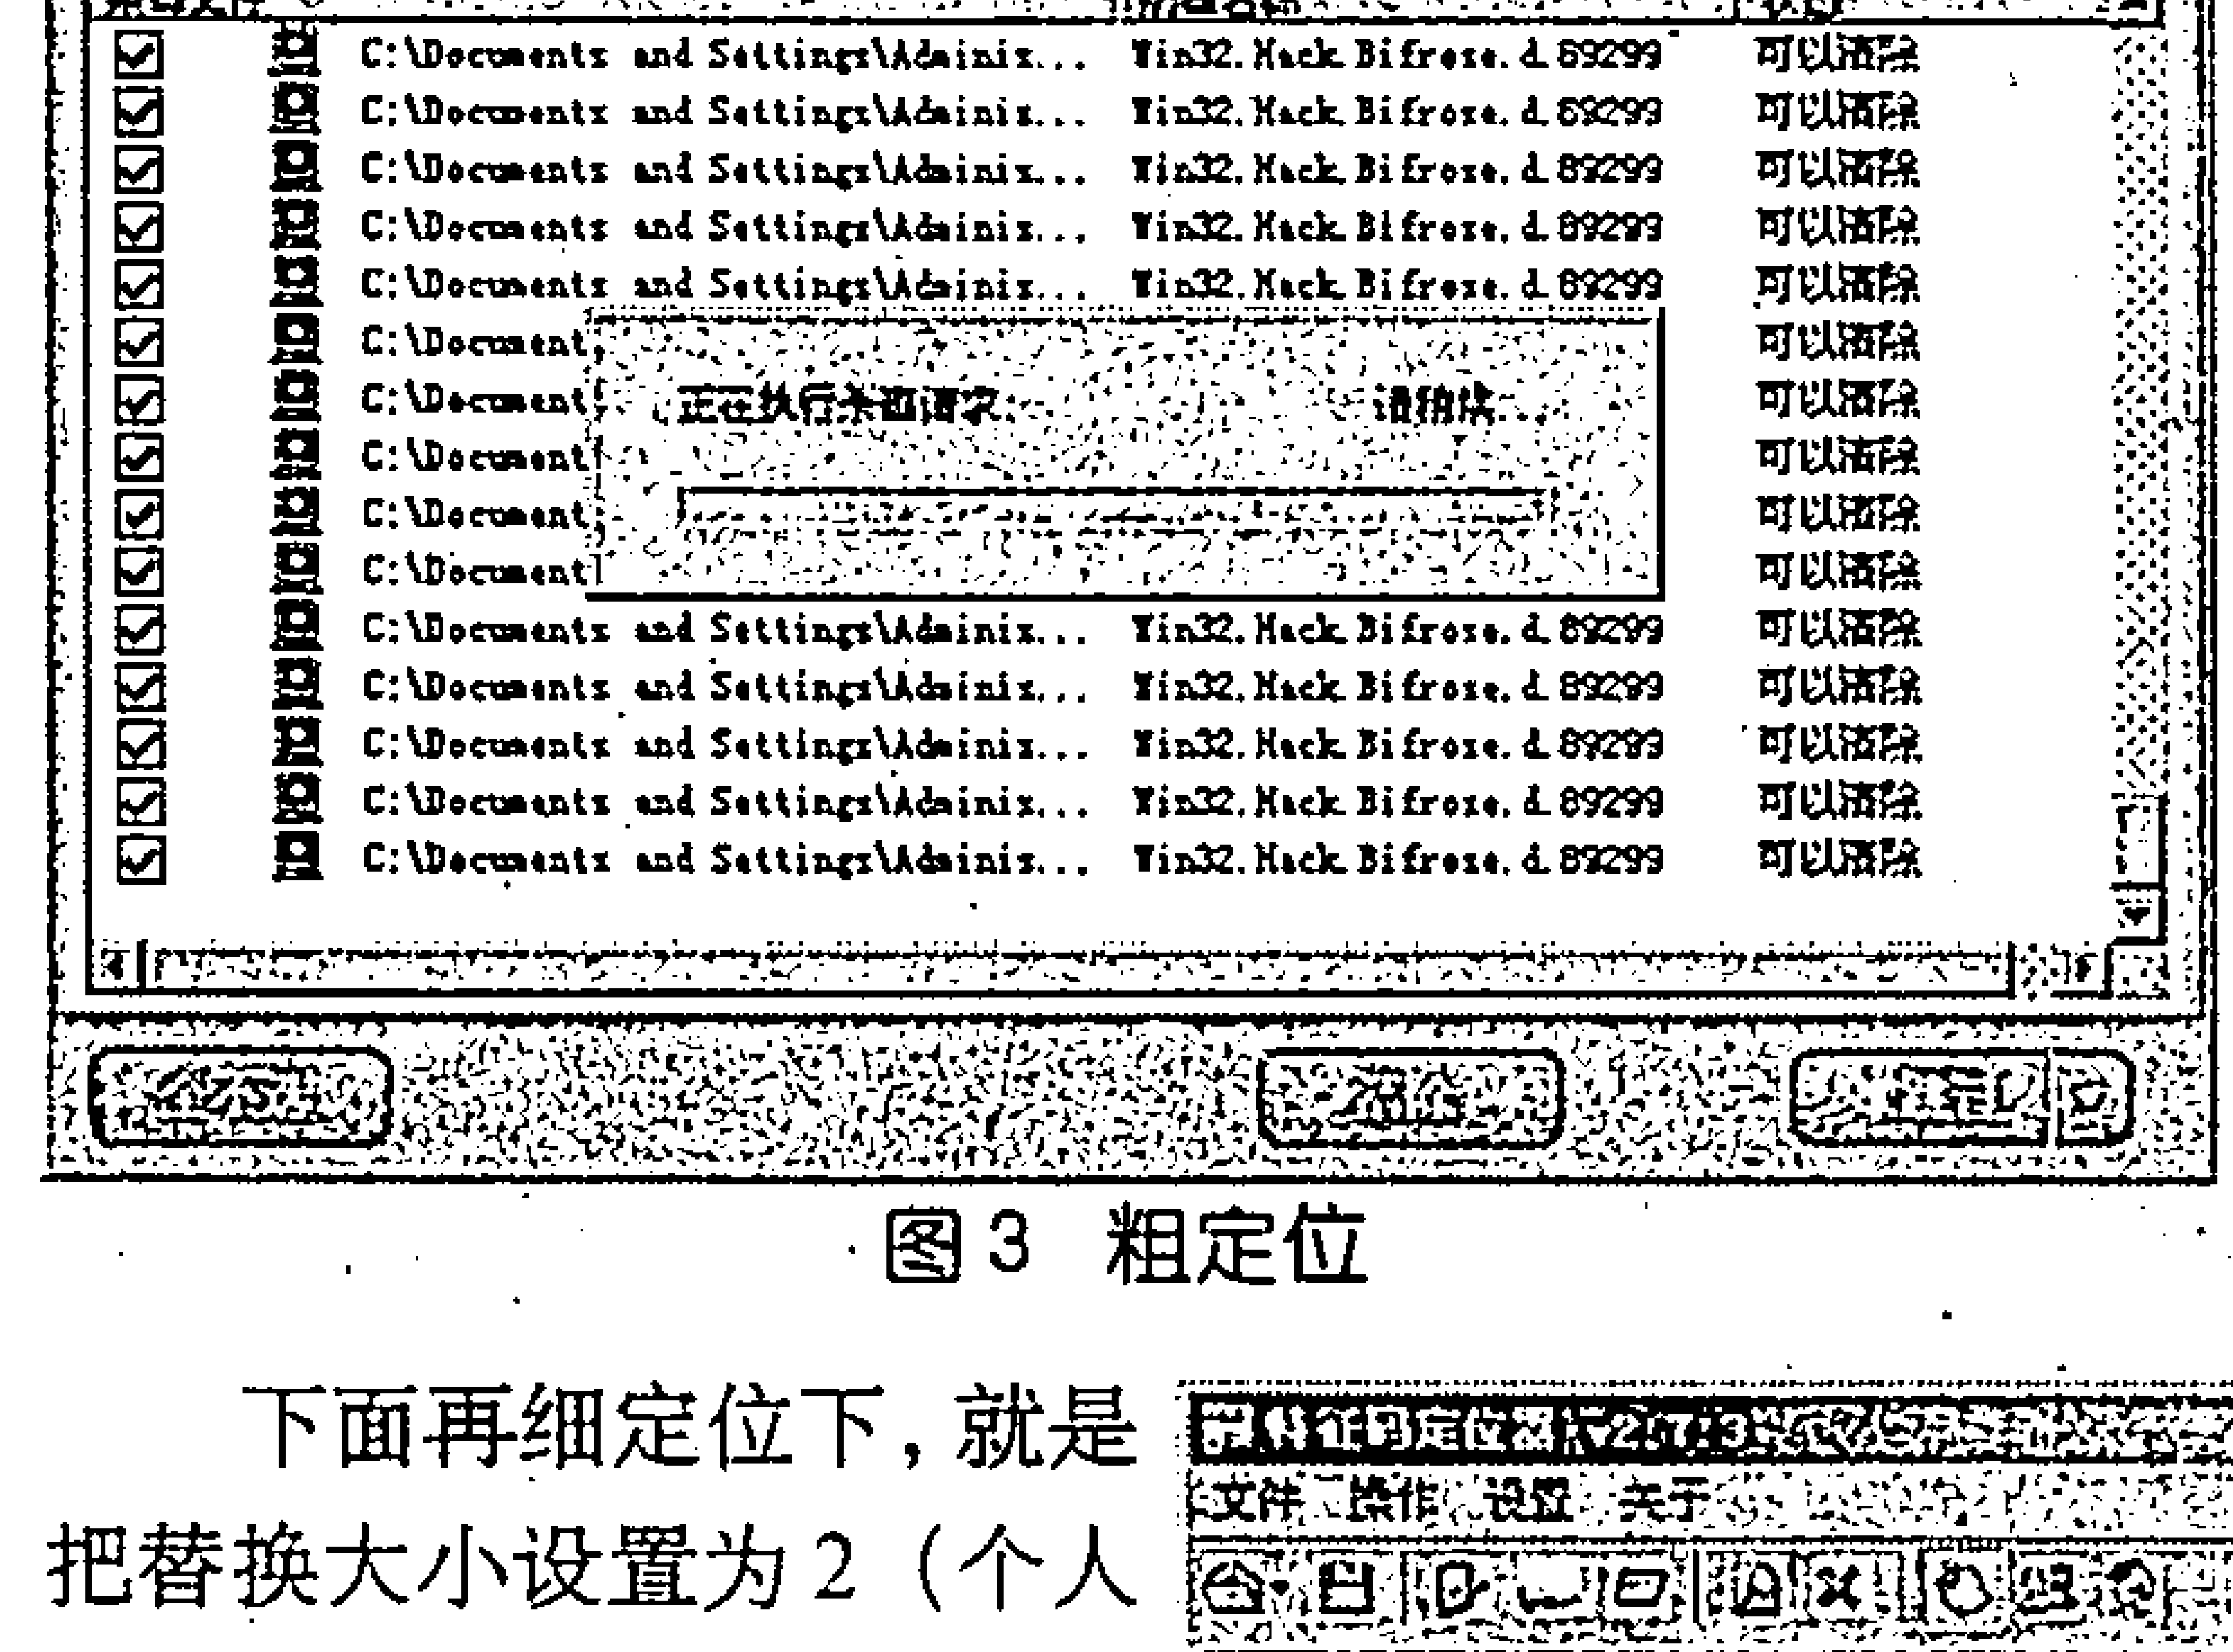 C:\Documents and Settings\Adminis... Win32.Hack.Bifrose.d.89299 可以清除
C:\Documents and Settings\Adminis... Win32.Hack.Bifrose.d.89299 可以清除
C:\Documents and Settings\Adminis... Win32.Hack.Bifrose.d.89299 可以清除
C:\Documents and Settings\Adminis... Win32.Hack.Bifrose.d.89299 可以清除
C:\Documents and Settings\Adminis... Win32.Hack.Bifrose.d.89299 可以清除
C:\Document 可以清除
C:\Document 正在执行 可以清除
C:\Document 可以清除
C:\Document 可以清除
C:\Document 可以清除
C:\Documents and Settings\Adminis... Win32.Hack.Bifrose.d.89299 可以清除
C:\Documents and Settings\Adminis... Win32.Hack.Bifrose.d.89299 可以清除
C:\Documents and Settings\Adminis... Win32.Hack.Bifrose.d.89299 可以清除
C:\Documents and Settings\Adminis... Win32.Hack.Bifrose.d.89299 可以清除
C:\Documents and Settings\Adminis... Win32.Hack.Bifrose.d.89299 可以清除
图3 粗定位
下面再细定位下，就是
把替换大小设置为2（个人
文件 操作 设置 关于